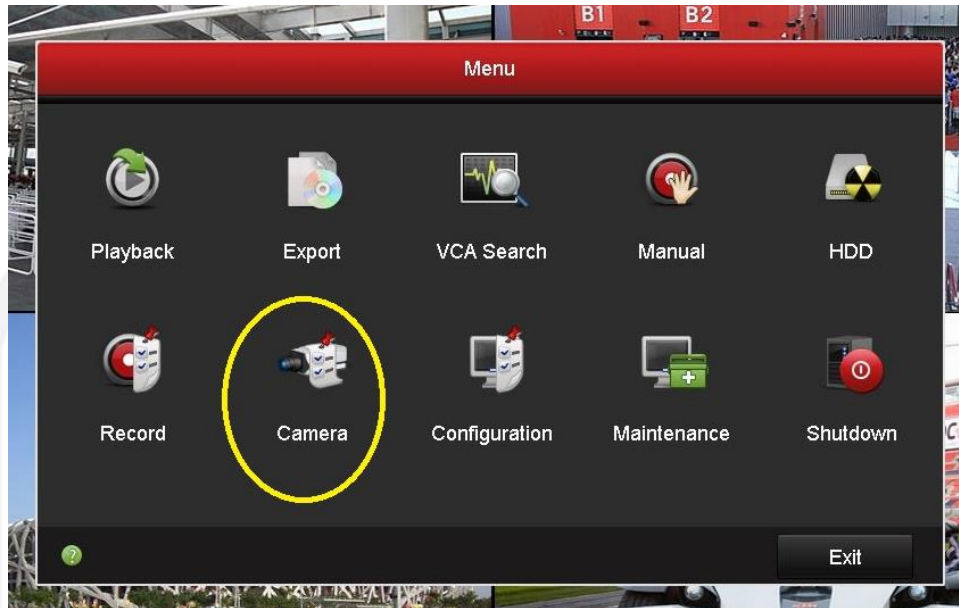 B1 B2
Menu
Playback Export VCA Search Manual HDD
Record Camera Configuration Maintenance Shutdown
Exit